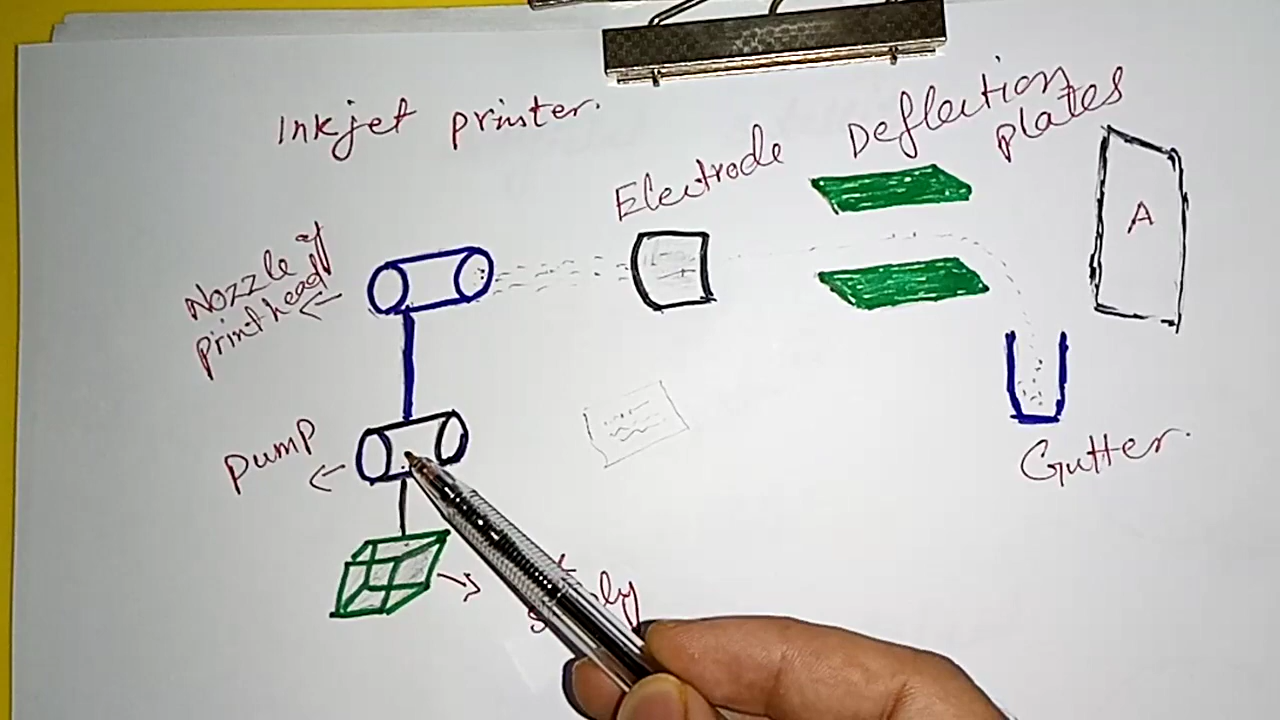 Inkjet printer.
Electrode
Deflection
plates
A
Nozzle of
printhead
pump
Gutter.